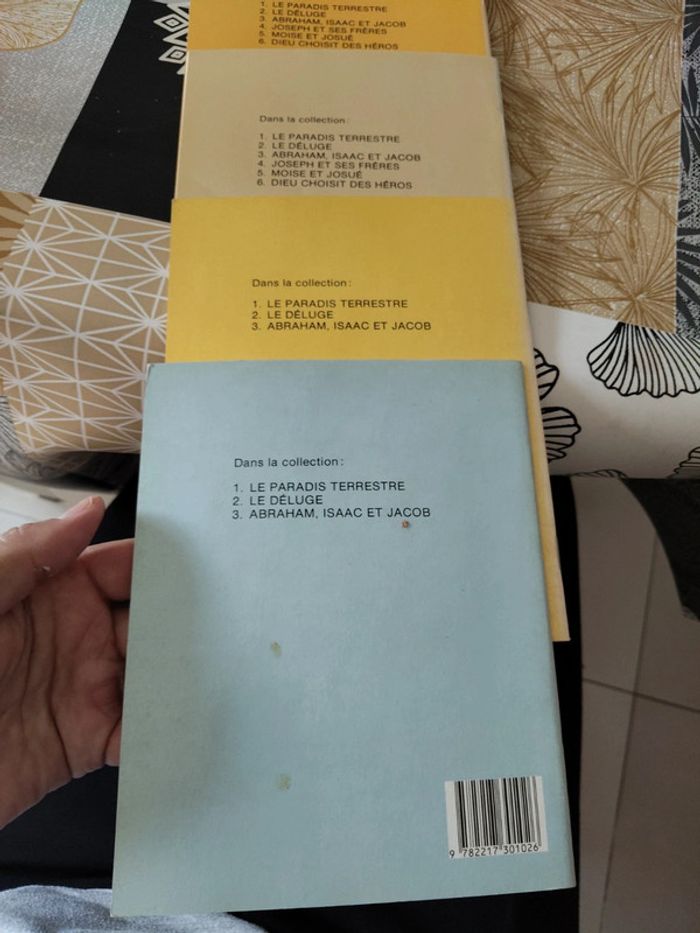 1. LE PARADIS TERRESTRE
2. LE DÉLUGE
3. ABRAHAM, ISAAC ET JACOB
4. JOSEPH ET SES FRÈRES
5. MOISE ET JOSUÉ
6. DIEU CHOISIT DES HÉROS
Dans la collection:
1. LE PARADIS TERRESTRE
2. LE DÉLUGE
3. ABRAHAM, ISAAC ET JACOB
4. JOSEPH ET SES FRÈRES
5. MOISE ET JOSUÉ
6. DIEU CHOISIT DES HÉROS
Dans la collection:
1. LE PARADIS TERRESTRE
2. LE DÉLUGE
3. ABRAHAM, ISAAC ET JACOB
Dans la collection:
1. LE PARADIS TERRESTRE
2. LE DÉLUGE
3. ABRAHAM, ISAAC ET JACOB
9 782217 301026